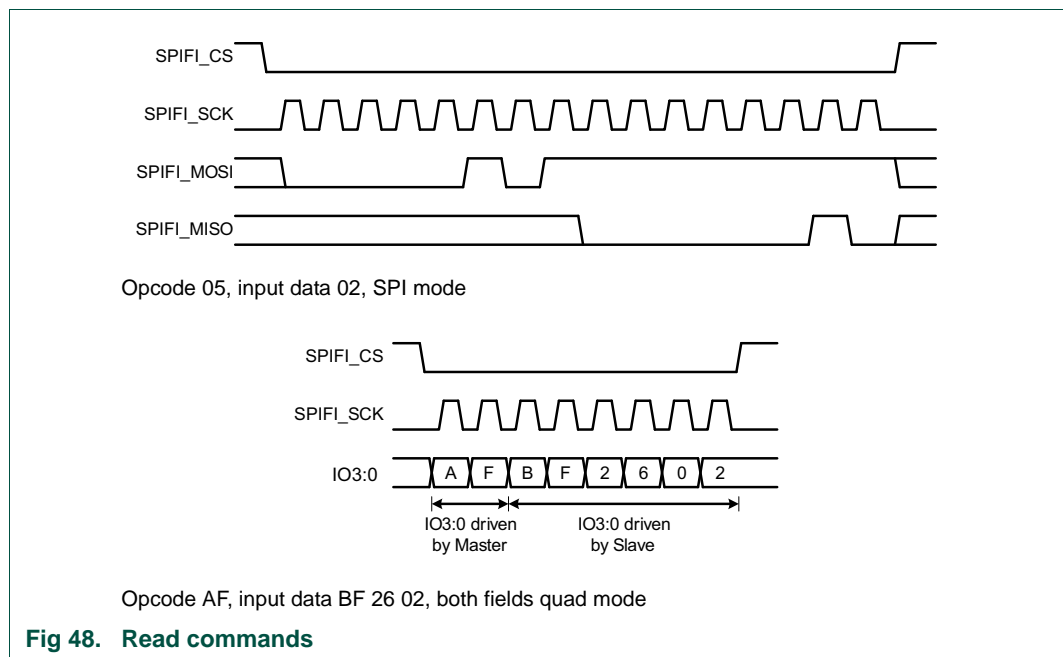 SPIFI_CS
SPIFI_SCK
SPIFI_MOSI
SPIFI_MISO
Opcode 05, input data 02, SPI mode
SPIFI_CS
SPIFI_SCK
IO3:0 A F B F 2 6 0 2
IO3:0 driven by Master
IO3:0 driven by Slave
Opcode AF, input data BF 26 02, both fields quad mode
Fig 48. Read commands